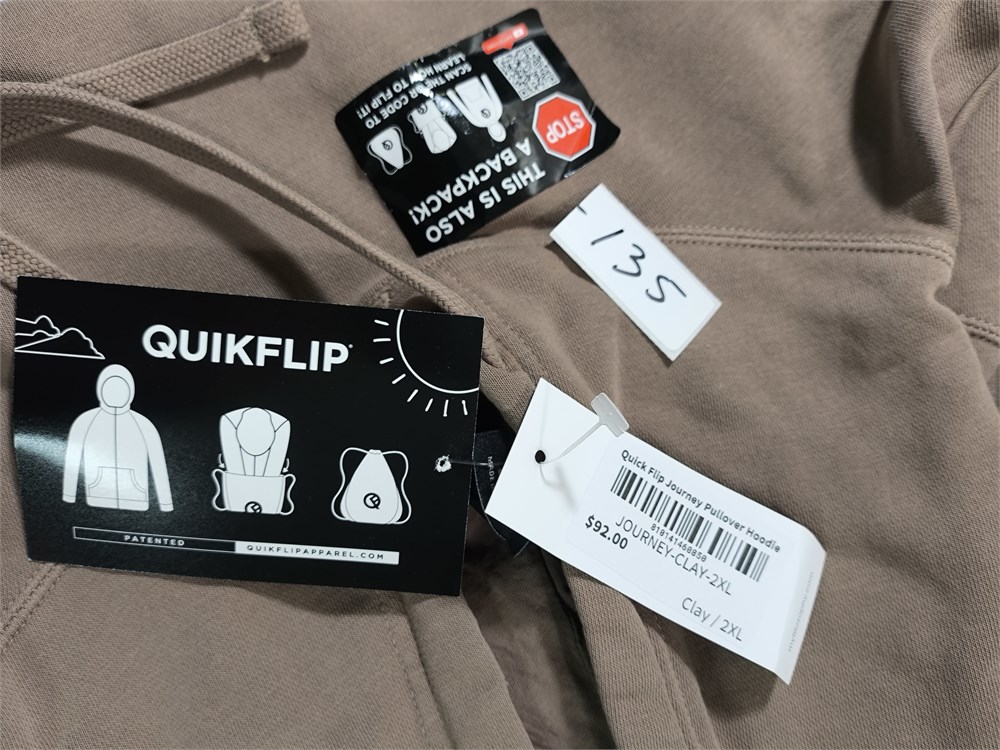 THIS IS ALSO
A BACKPACK!
STOP
SCAN THE QR CODE TO
LEARN HOW TO FLIP IT!
135
QUIKFLIP®
PATENTED
QUIKFLIPAPPAREL.COM
Quick Flip Journey Pullover Hoodie
810141460850
JOURNEY-CLAY-2XL
$92.00
Clay / 2XL